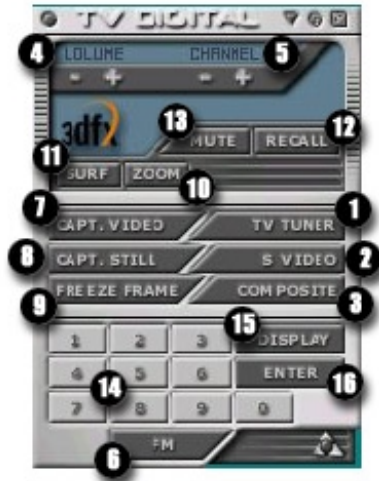 TV DIGITAL
4 VOLUME CHANNEL 5
- + - +
3dfx
13 MUTE RECALL 12
11 SURF ZOOM 10
7 CAPT. VIDEO TV TUNER 1
8 CAPT. STILL S VIDEO 2
9 FREEZE FRAME COMPOSITE 3
1 2 3 15 DISPLAY
4 5 6 ENTER 16
14
7 8 9 0
6 FM